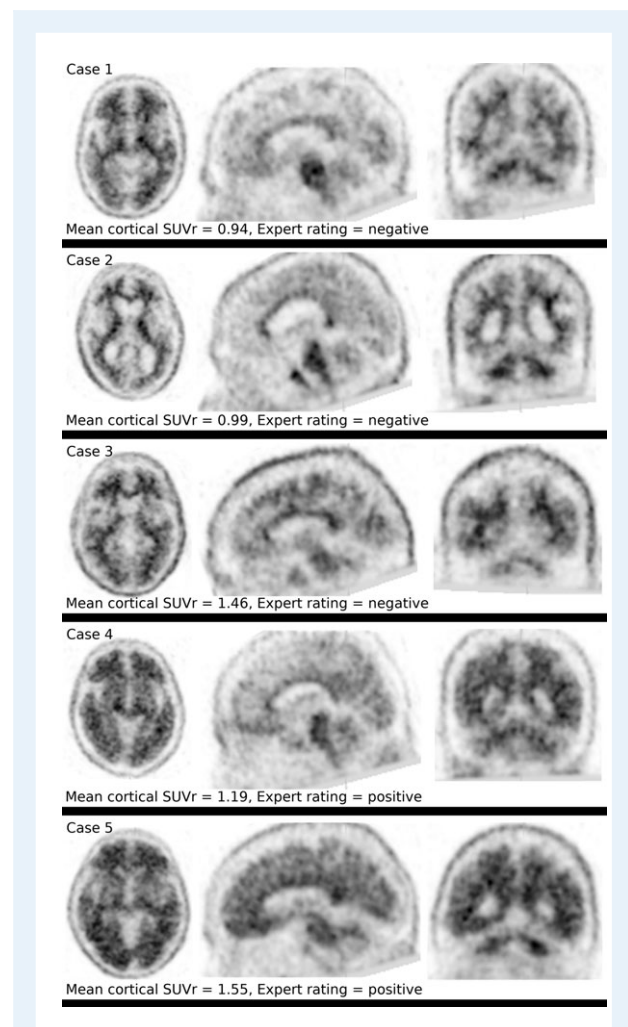 Case 1
Mean cortical SUVr = 0.94, Expert rating = negative
Case 2
Mean cortical SUVr = 0.99, Expert rating = negative
Case 3
Mean cortical SUVr = 1.46, Expert rating = negative
Case 4
Mean cortical SUVr = 1.19, Expert rating = positive
Case 5
Mean cortical SUVr = 1.55, Expert rating = positive